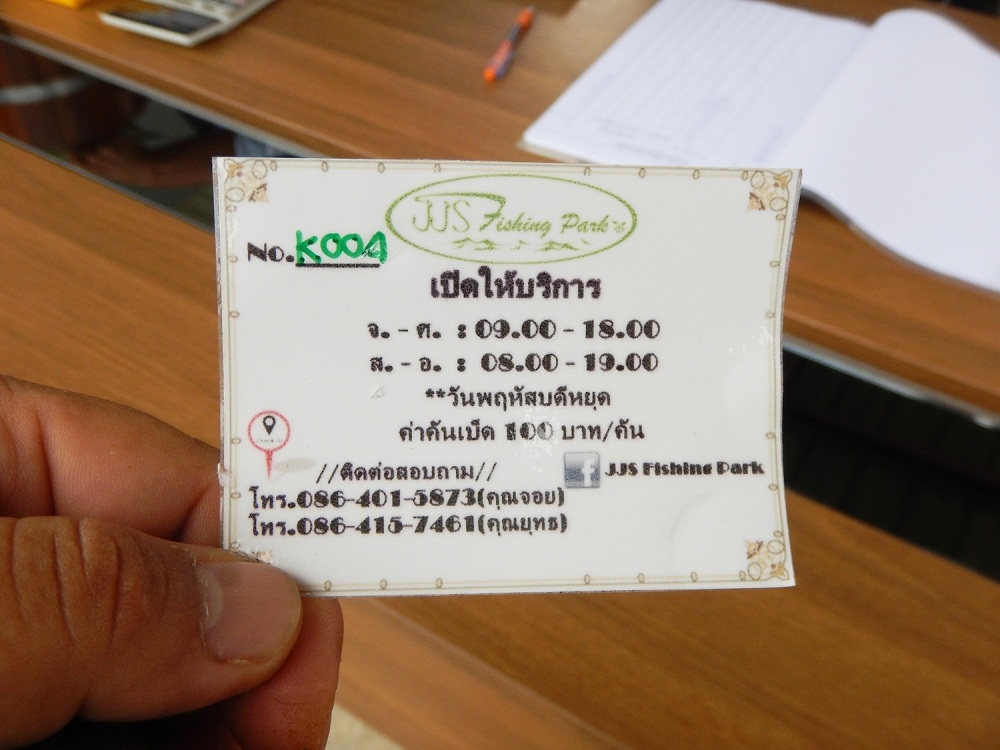 JJS Fishing Park
No. K004
เปิดให้บริการ
จ. - ศ. : 09.00 - 18.00
ส. - อ. : 08.00 - 19.00
**วันพฤหัสบดีหยุด
ค่าคันเบ็ด 100 บาท/คัน
//ติดต่อสอบถาม//
JJS Fishing Park
โทร.086-401-5873(คุณจอย)
โทร.086-415-7461(คุณยุทธ)